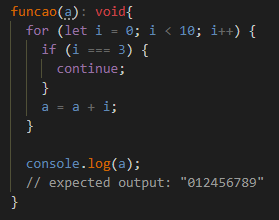 funcao(a): void{
  for (let i = 0; i < 10; i++) {
    if (i === 3) {
      continue;
    }
    a = a + i;
  }

  console.log(a);
  // expected output: "012456789"
}